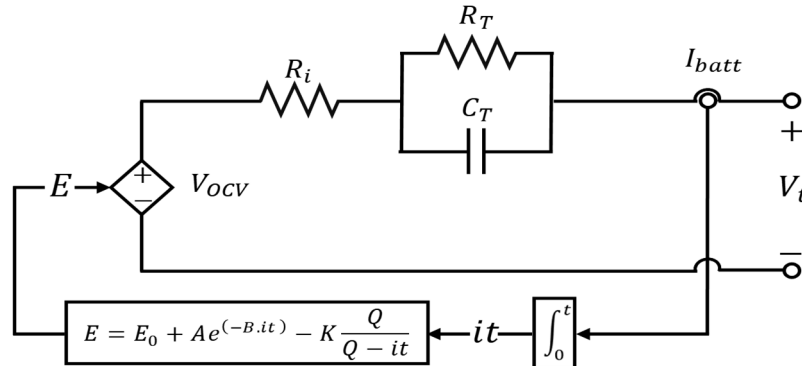 R_T
R_i
I_batt
C_T
+
E
+
−
V_OCV
V_t
−
E = E_0 + Ae^(−B.it) − K Q/(Q − it)
it
∫_0^t